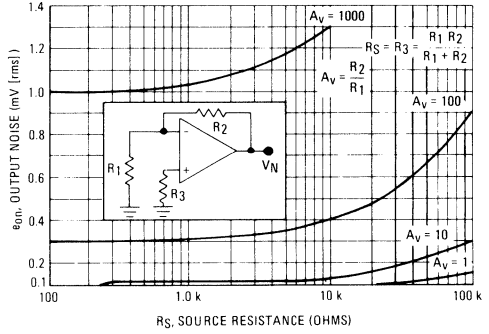 1.4
1.2
1.0
0.8
0.6
0.4
0.2
0.1
eon, OUTPUT NOISE (mV [rms])
AV = 1000
RS = R3 = R1 R2 / R1 + R2
AV = R2 / R1
AV = 100
AV = 10
AV = 1
R2
−
+
R1
R3
VN
100
1.0 k
10 k
100 k
RS, SOURCE RESISTANCE (OHMS)